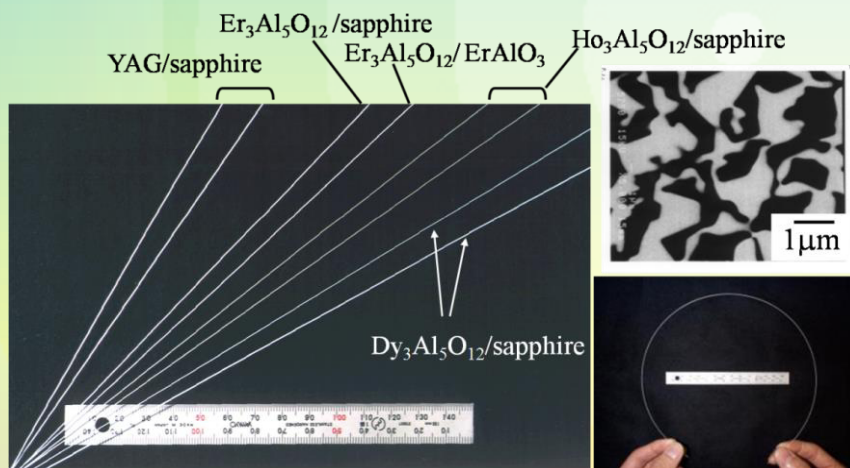 Er₃Al₅O₁₂/sapphire
Ho₃Al₅O₁₂/sapphire
YAG/sapphire
Er₃Al₅O₁₂/ErAlO₃
1μm
Dy₃Al₅O₁₂/sapphire